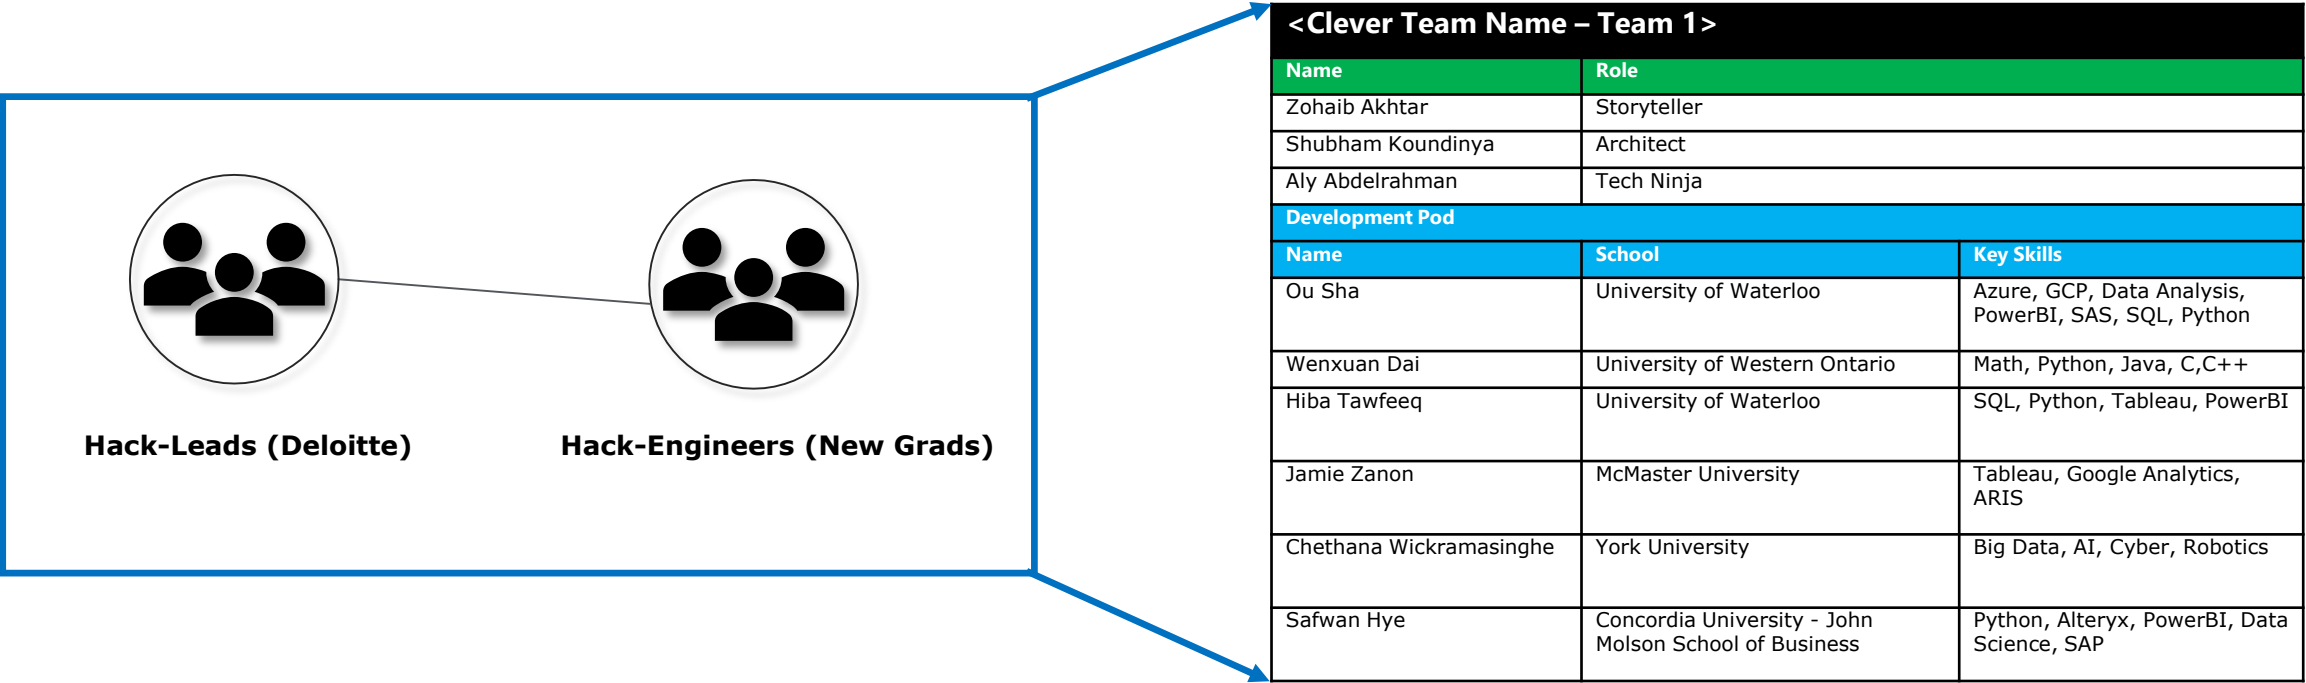 <Clever Team Name – Team 1>
Name Role
Zohaib Akhtar Storyteller
Shubham Koundinya Architect
Aly Abdelrahman Tech Ninja
Development Pod
Name School Key Skills
Ou Sha University of Waterloo Azure, GCP, Data Analysis,
PowerBI, SAS, SQL, Python
Wenxuan Dai University of Western Ontario Math, Python, Java, C,C++
Hiba Tawfeeq University of Waterloo SQL, Python, Tableau, PowerBI
Jamie Zanon McMaster University Tableau, Google Analytics,
ARIS
Chethana Wickramasinghe York University Big Data, AI, Cyber, Robotics
Safwan Hye Concordia University - John Python, Alteryx, PowerBI, Data
Molson School of Business Science, SAP
Hack-Leads (Deloitte) Hack-Engineers (New Grads)